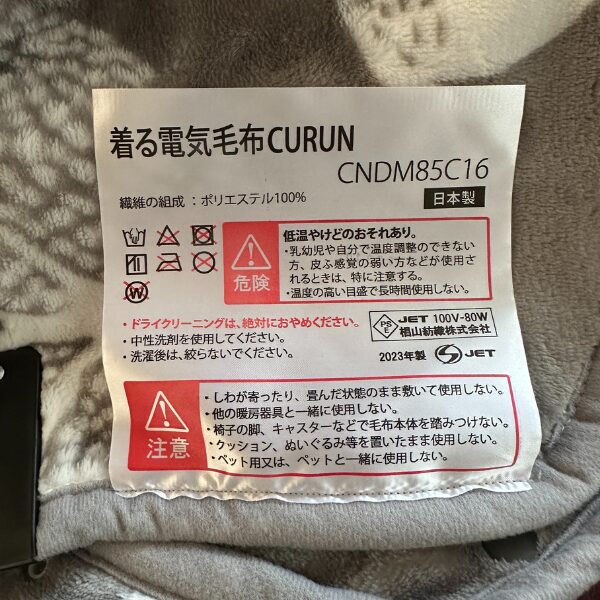 着る電気毛布CURUN
CNDM85C16
繊維の組成：ポリエステル100%
日本製
危険
低温やけどのおそれあり。
・乳幼児や自分で温度調整のできない
方、皮ふ感覚の弱い方などが使用さ
れるときは、特に注意する。
・温度の高い目盛で長時間使用しない。
W
・ドライクリーニングは、絶対におやめください。
・中性洗剤を使用してください。
・洗濯後は、絞らないでください。
PS
E
JET 100V-80W
椙山紡織株式会社
2023年製 JET
注意
・しわが寄ったり、畳んだ状態のまま敷いて使用しない。
・他の暖房器具と一緒に使用しない。
・椅子の脚、キャスターなどで毛布本体を踏みつけない。
・クッション、ぬいぐるみ等を置いたまま使用しない。
・ペット用又は、ペットと一緒に使用しない。